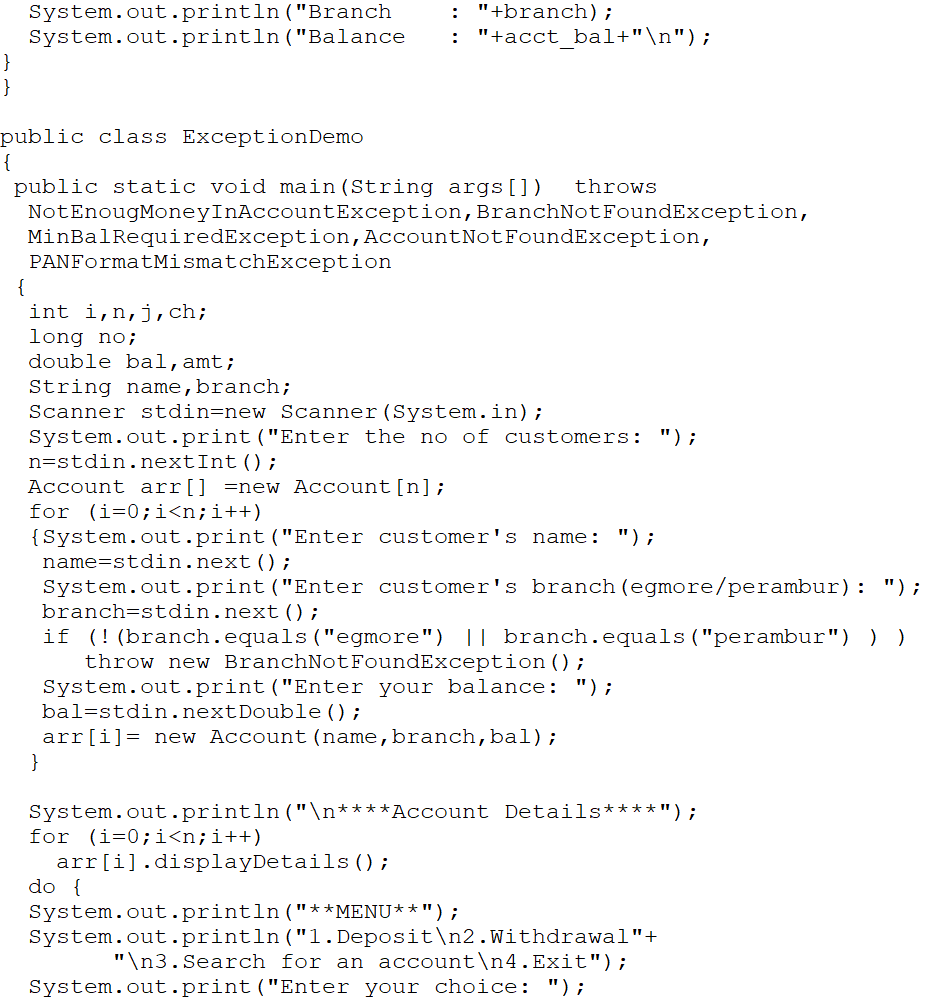 System.out.println("Branch    : "+branch);
System.out.println("Balance   : "+acct_bal+"\n");
}
}
public class ExceptionDemo
{
public static void main(String args[])  throws
NotEnougMoneyInAccountException,BranchNotFoundException,
MinBalRequiredException,AccountNotFoundException,
PANFormatMismatchException
{
int i,n,j,ch;
long no;
double bal,amt;
String name,branch;
Scanner stdin=new Scanner(System.in);
System.out.print("Enter the no of customers: ");
n=stdin.nextInt();
Account arr[] =new Account[n];
for (i=0;i<n;i++)
{System.out.print("Enter customer's name: ");
name=stdin.next();
System.out.print("Enter customer's branch(egmore/perambur): ");
branch=stdin.next();
if (!(branch.equals("egmore") || branch.equals("perambur") ) )
throw new BranchNotFoundException();
System.out.print("Enter your balance: ");
bal=stdin.nextDouble();
arr[i]= new Account(name,branch,bal);
}
System.out.println("\n****Account Details****");
for (i=0;i<n;i++)
arr[i].displayDetails();
do {
System.out.println("**MENU**");
System.out.println("1.Deposit\n2.Withdrawal"+
"\n3.Search for an account\n4.Exit");
System.out.print("Enter your choice: ");